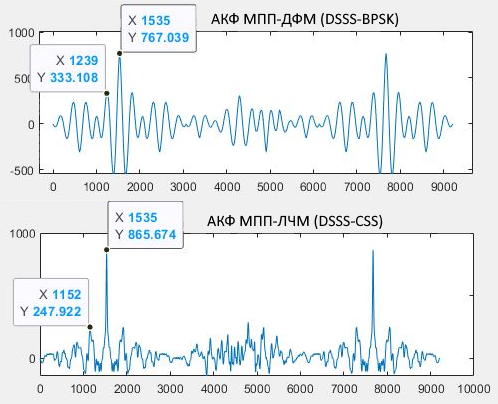 АКФ МПП-ДФМ (DSSS-BPSK)
X 1535
Y 767.039
X 1239
Y 333.108
1000
500
0
-500
0 1000 2000 3000 4000 5000 6000 7000 8000 9000
АКФ МПП-ЛЧМ (DSSS-CSS)
X 1535
Y 865.674
X 1152
Y 247.922
1000
0
0 1000 2000 3000 4000 5000 6000 7000 8000 9000 10000